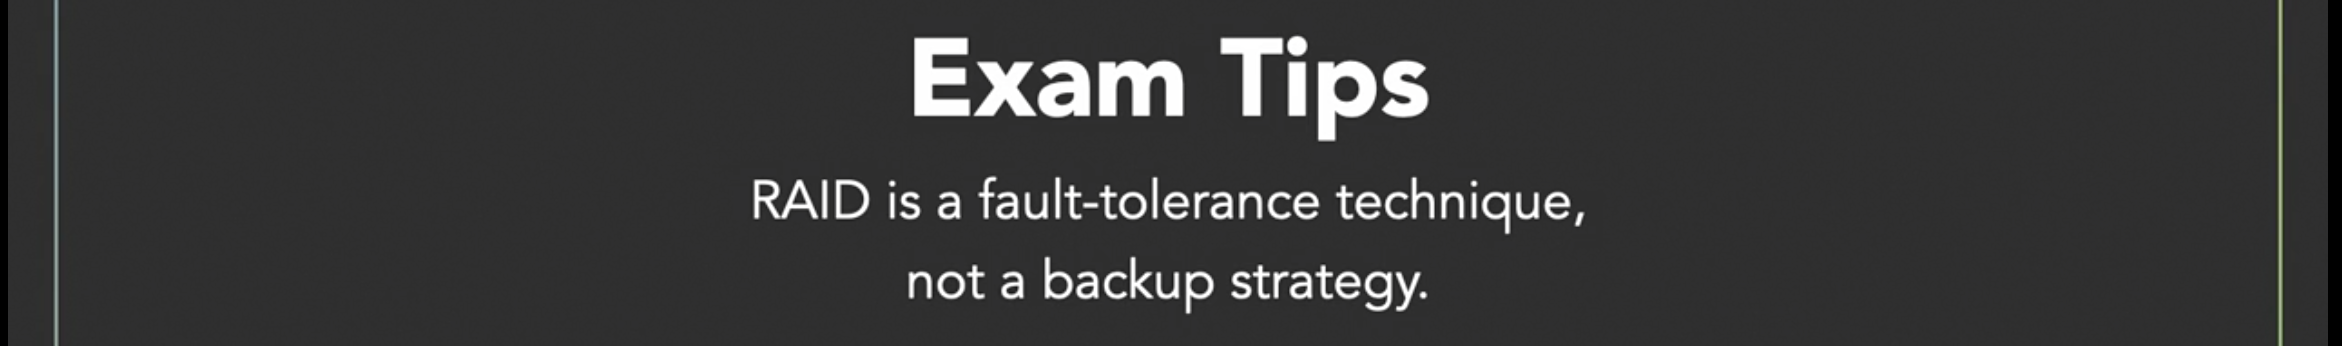 Exam Tips
RAID is a fault-tolerance technique,
not a backup strategy.